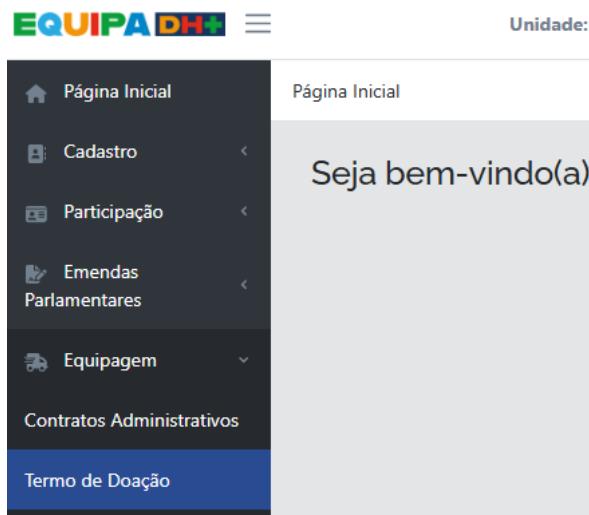 EQUIPA DH+
Unidade:
Página Inicial
Página Inicial
Cadastro
Seja bem-vindo(a)
Participação
Emendas
Parlamentares
Equipagem
Contratos Administrativos
Termo de Doação